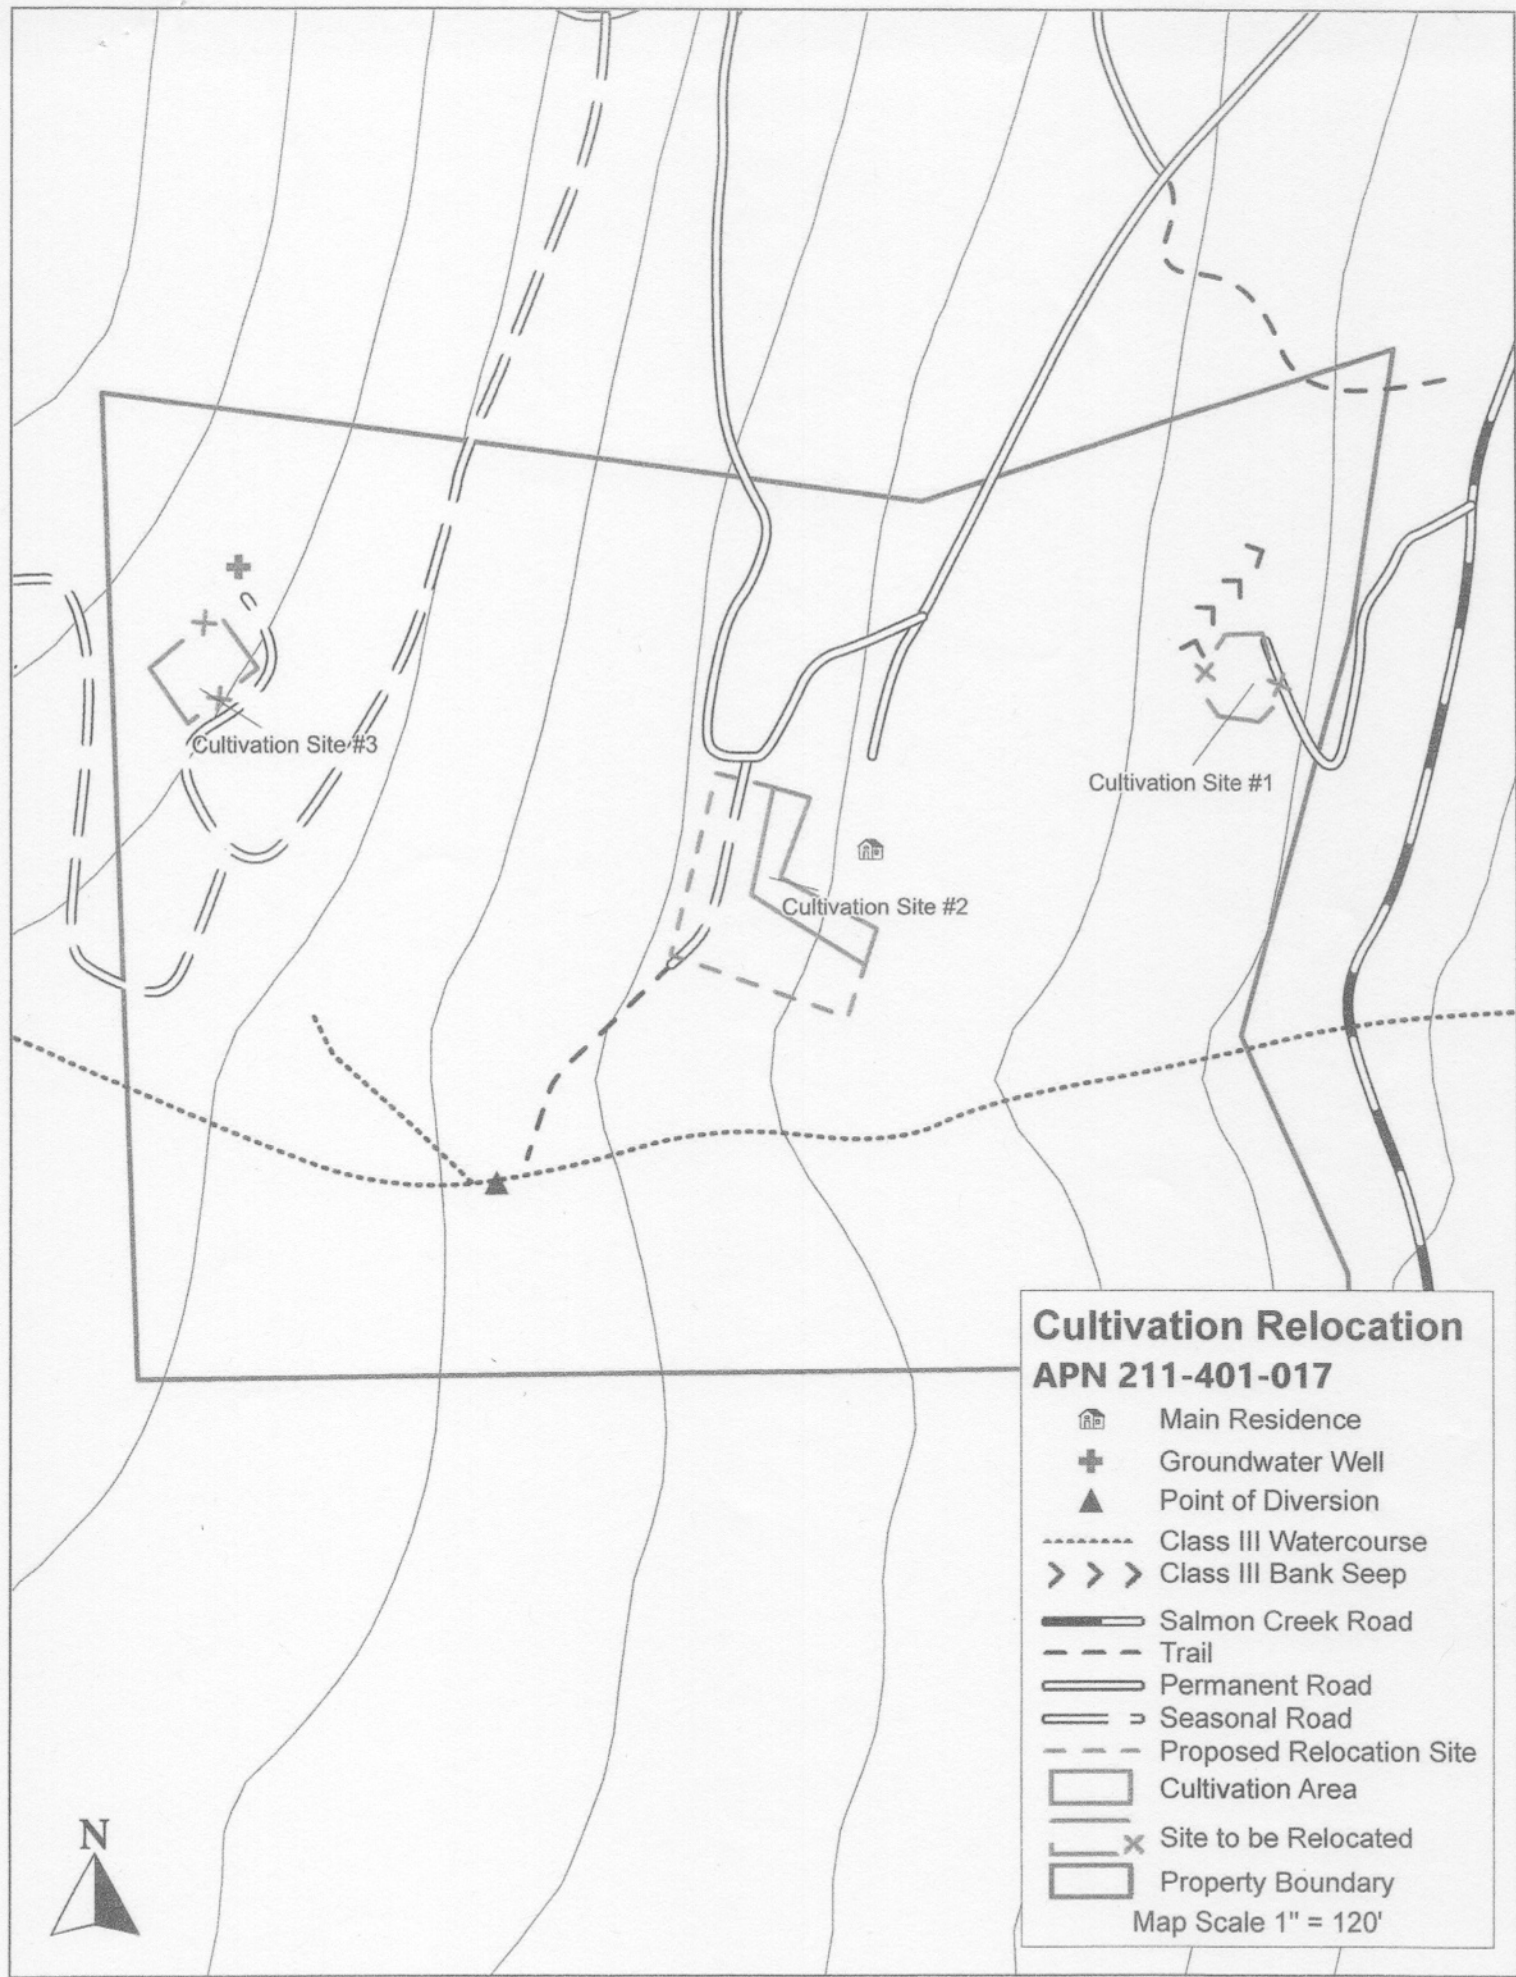 Cultivation Site #3
Cultivation Site #1
Cultivation Site #2
Cultivation Relocation
APN 211-401-017
Main Residence
Groundwater Well
Point of Diversion
Class III Watercourse
Class III Bank Seep
Salmon Creek Road
Trail
Permanent Road
Seasonal Road
Proposed Relocation Site
Cultivation Area
Site to be Relocated
Property Boundary
Map Scale 1" = 120'
N